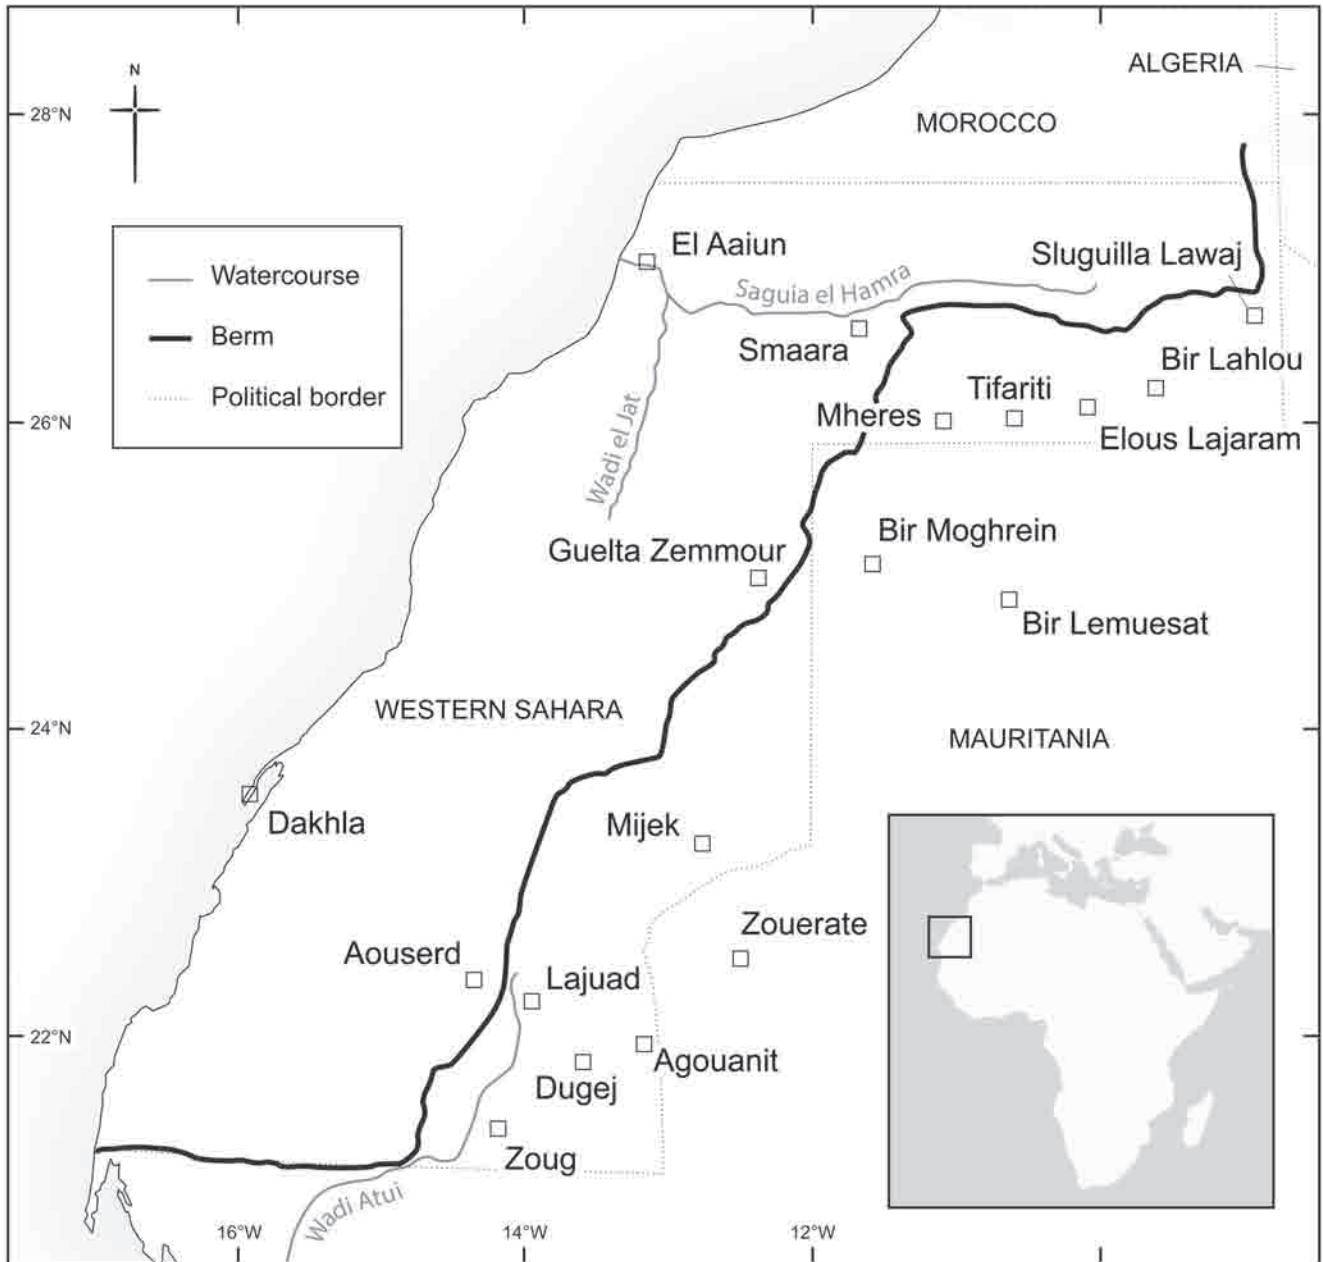 N
ALGERIA
28°N
MOROCCO
El Aaiun
Sluguilla Lawaj
Watercourse
Saguia el Hamra
Berm
Smaara
Bir Lahlou
Political border
Tifariti
Mheres
26°N
Elous Lajaram
Wadi el Jat
Bir Moghrein
Guelta Zemmour
Bir Lemuesat
WESTERN SAHARA
24°N
MAURITANIA
Dakhla
Mijek
Zouerate
Aouserd
Lajuad
22°N
Agouanit
Dugej
Zoug
Wadi Atui
16°W
14°W
12°W